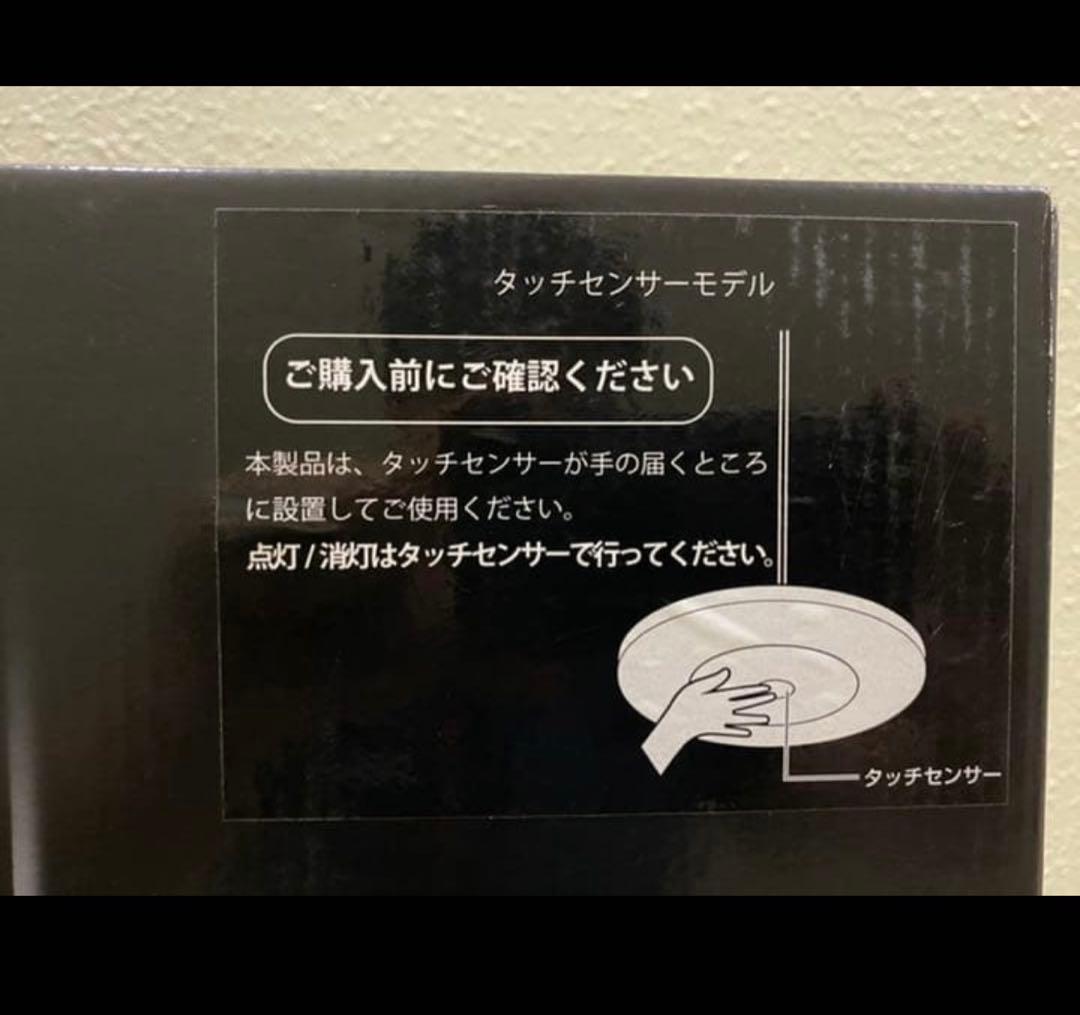 タッチセンサーモデル
ご購入前にご確認ください
本製品は、タッチセンサーが手の届くところ
に設置してご使用ください。
点灯/消灯はタッチセンサーで行ってください。
タッチセンサー